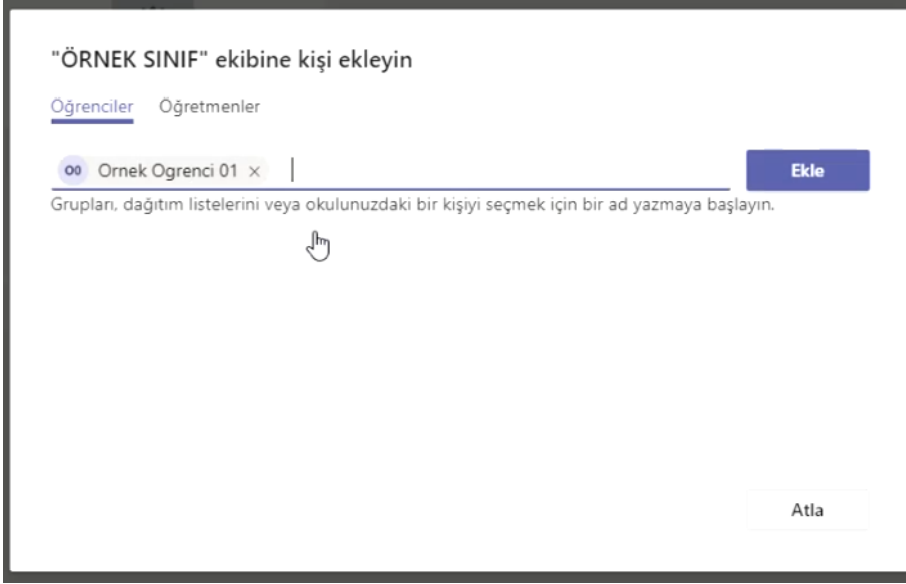 "ÖRNEK SINIF" ekibine kişi ekleyin
Öğrenciler Öğretmenler
O0 Ornek Ogrenci 01 × Ekle
Grupları, dağıtım listelerini veya okulunuzdaki bir kişiyi seçmek için bir ad yazmaya başlayın.
Atla